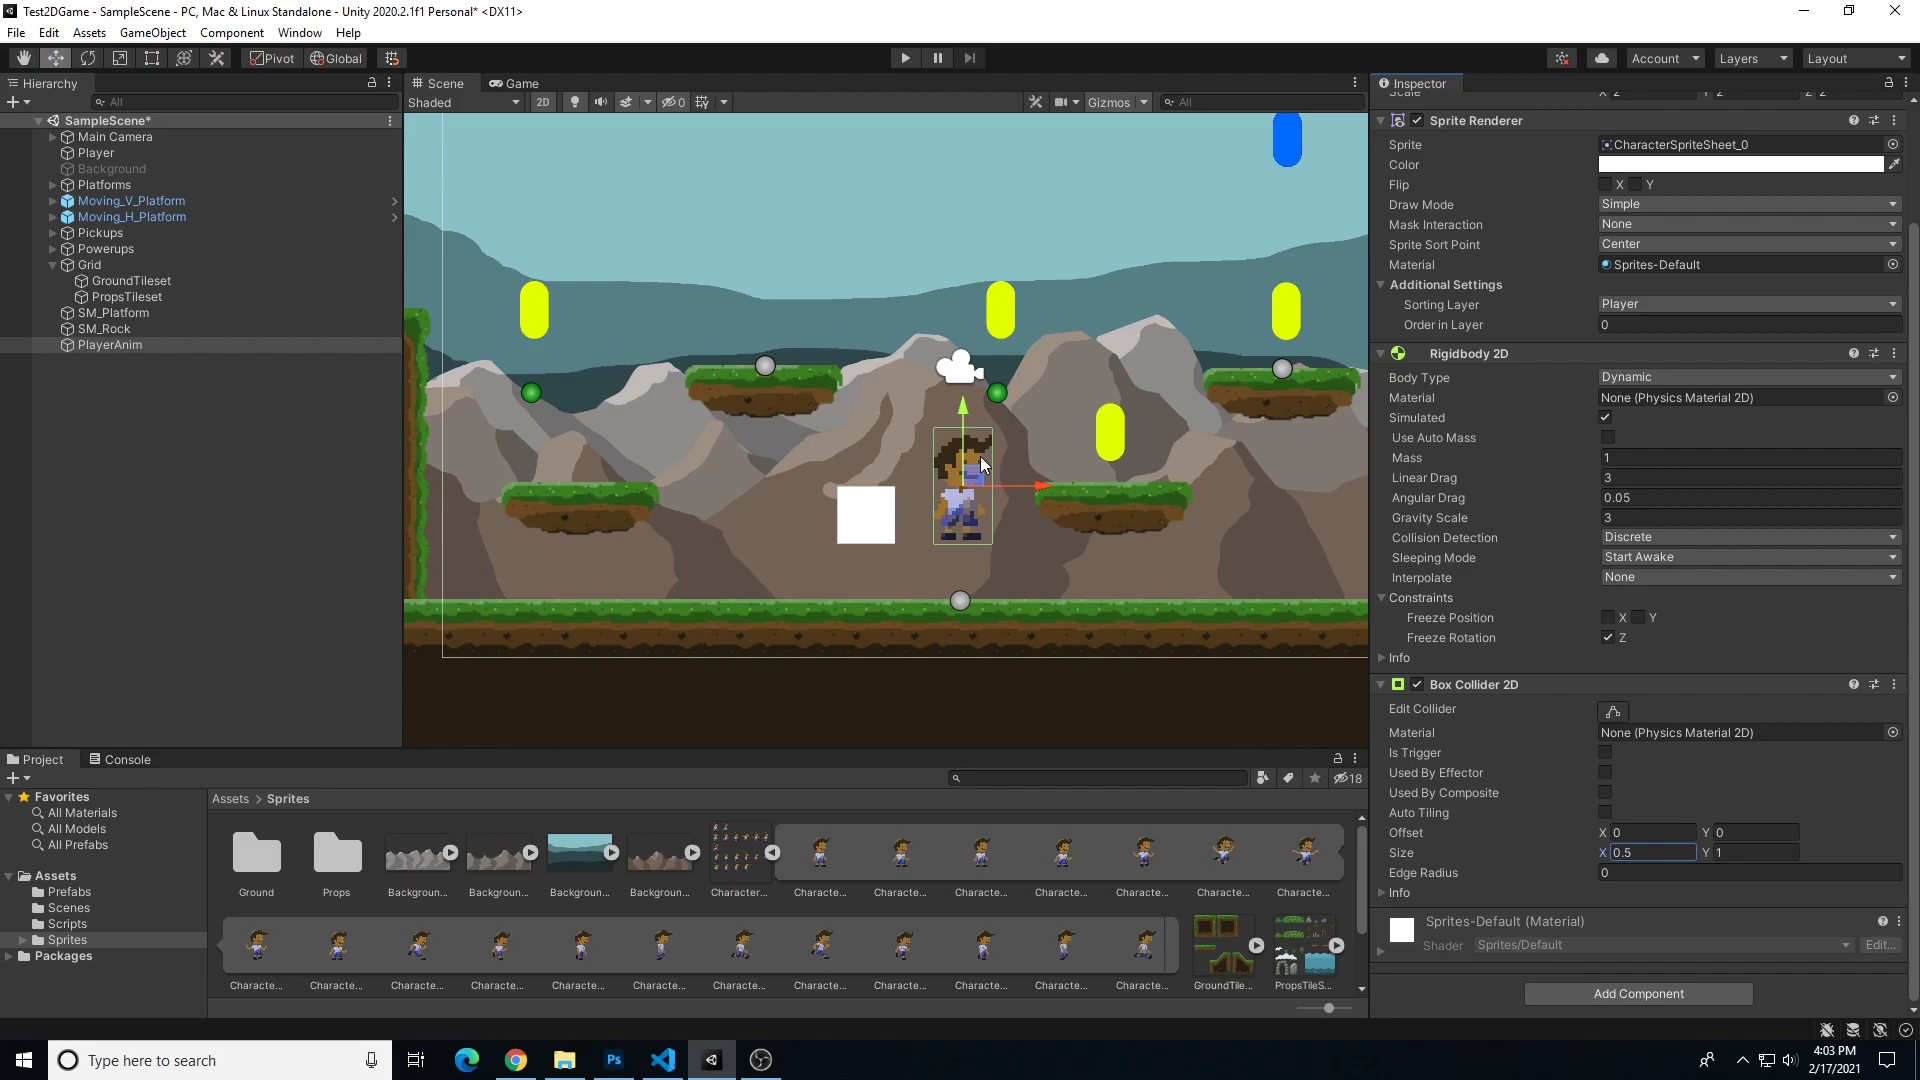 Test2DGame - SampleScene - PC, Mac & Linux Standalone - Unity 2020.2.1f1 Personal* <DX11>
File Edit Assets GameObject Component Window Help
Pivot Global Account Layers Layout
Hierarchy
All
SampleScene*
Main Camera
Player
Background
Platforms
Moving_V_Platform
Moving_H_Platform
Pickups
Powerups
Grid
GroundTileset
PropsTileset
SM_Platform
SM_Rock
PlayerAnim
Scene Game
Shaded 2D 0 Gizmos All
Inspector
Scale X 2 Y 2 Z 2
Sprite Renderer
Sprite CharacterSpriteSheet_0
Color
Flip X Y
Draw Mode Simple
Mask Interaction None
Sprite Sort Point Center
Material Sprites-Default
Additional Settings
Sorting Layer Player
Order in Layer 0
Rigidbody 2D
Body Type Dynamic
Material None (Physics Material 2D)
Simulated
Use Auto Mass
Mass 1
Linear Drag 3
Angular Drag 0.05
Gravity Scale 3
Collision Detection Discrete
Sleeping Mode Start Awake
Interpolate None
Constraints
Freeze Position X Y
Freeze Rotation Z
Info
Box Collider 2D
Edit Collider
Material None (Physics Material 2D)
Is Trigger
Used By Effector
Used By Composite
Auto Tiling
Offset X 0 Y 0
Size X 0.5 Y 1
Edge Radius 0
Info
Sprites-Default (Material)
Shader Sprites/Default Edit...
Add Component
Project Console
18
Favorites
All Materials
All Models
All Prefabs
Assets
Prefabs
Scenes
Scripts
Sprites
Packages
Assets > Sprites
Ground Props Backgroun... Backgroun... Backgroun... Backgroun... Character... Characte... Characte... Characte... Characte... Characte... Characte... Characte...
Characte... Characte... Characte... Characte... Characte... Characte... Characte... Characte... Characte... Characte... Characte... Characte... GroundTile... PropsTileS...
Type here to search
Ps
4:03 PM
2/17/2021